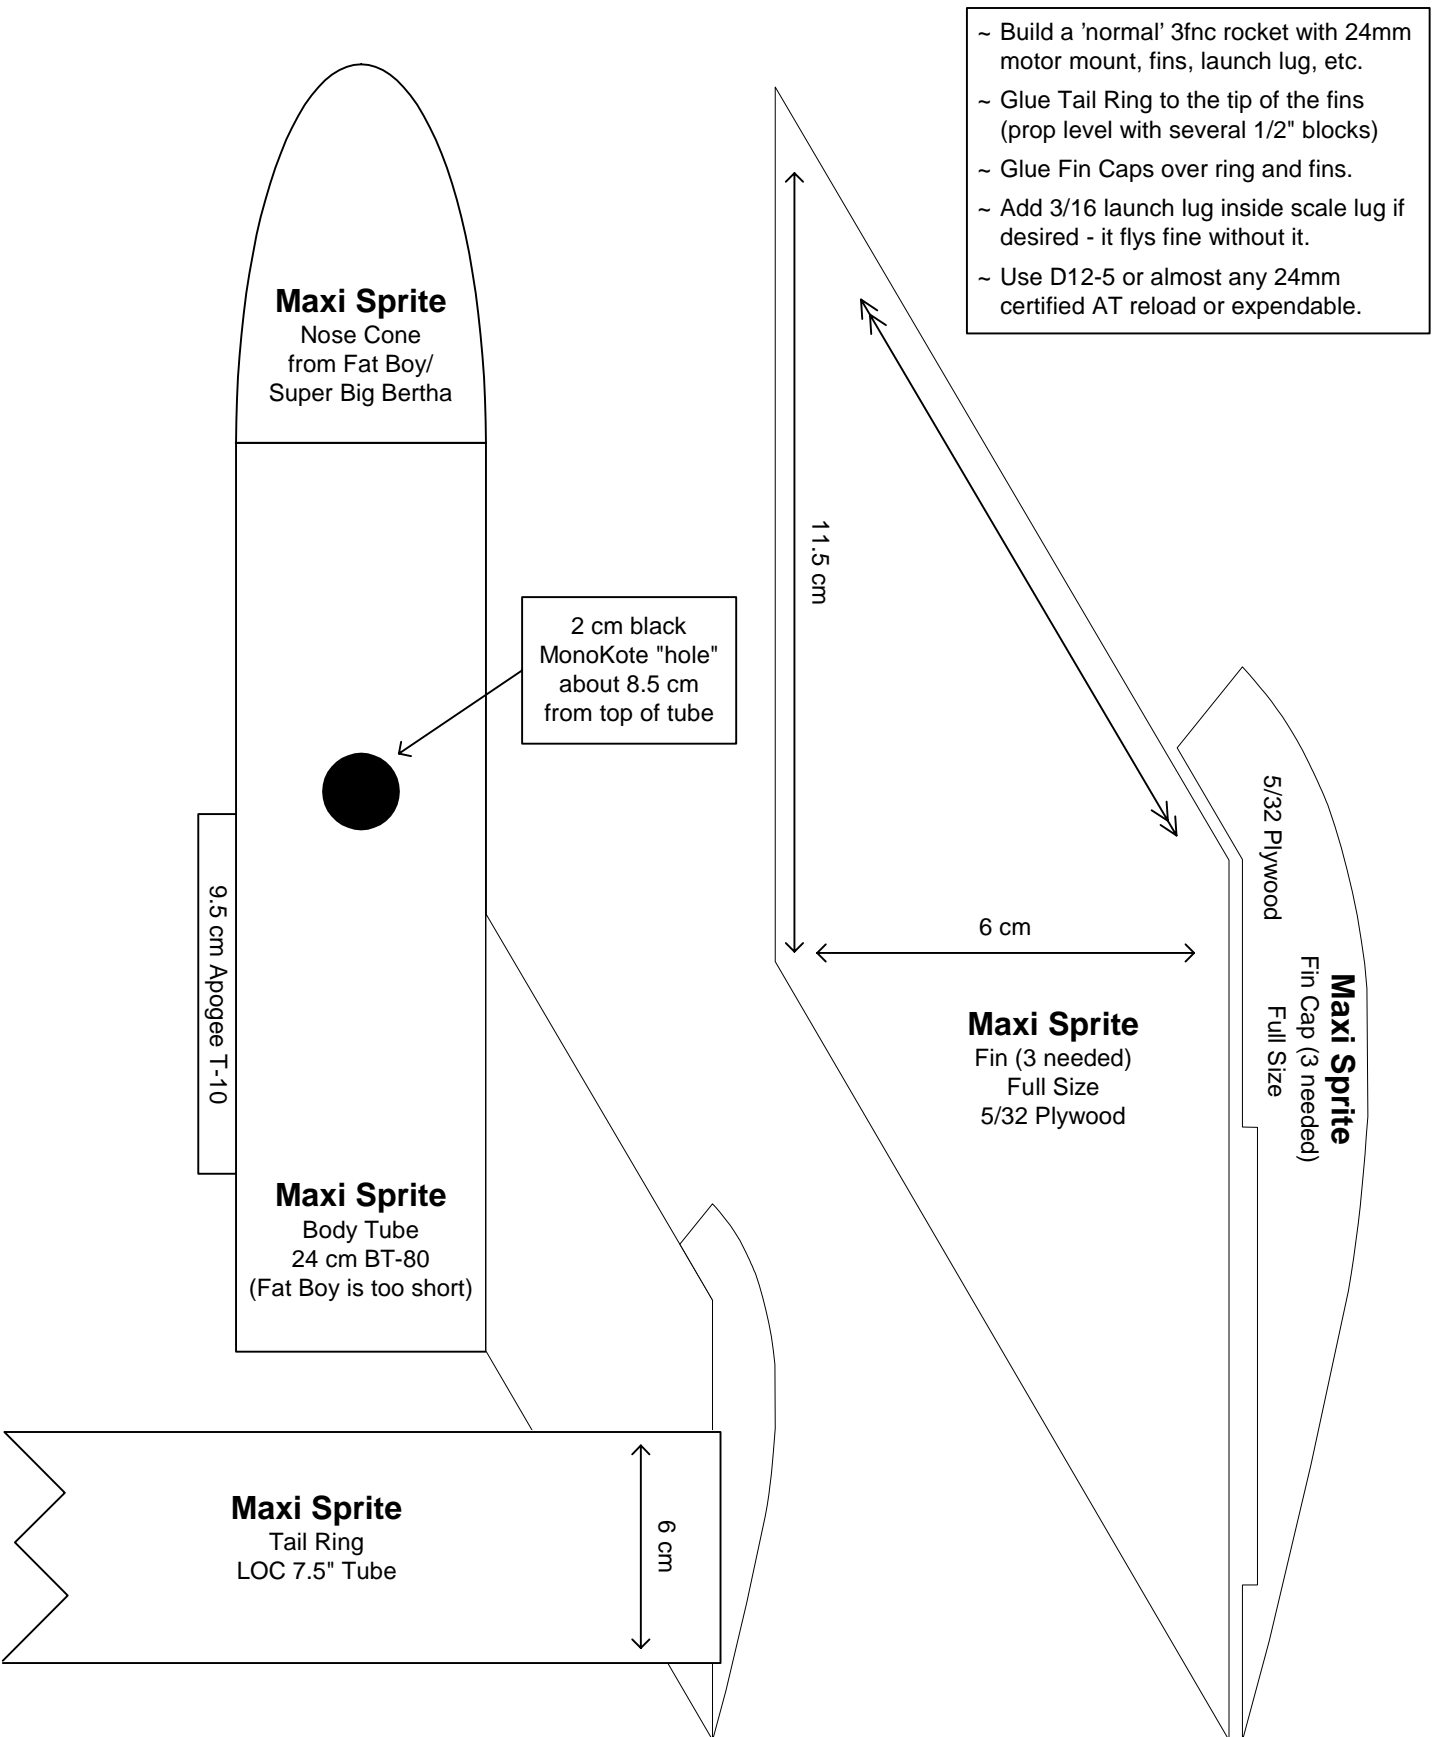 ~ Build a 'normal' 3fnc rocket with 24mm
motor mount, fins, launch lug, etc.
~ Glue Tail Ring to the tip of the fins
(prop level with several 1/2" blocks)
~ Glue Fin Caps over ring and fins.
~ Add 3/16 launch lug inside scale lug if
desired - it flys fine without it.
~ Use D12-5 or almost any 24mm
certified AT reload or expendable.
Maxi Sprite
Nose Cone
from Fat Boy/
Super Big Bertha
11.5 cm
2 cm black
MonoKote "hole"
about 8.5 cm
from top of tube
9.5 cm Apogee T-10
6 cm
Maxi Sprite
Fin (3 needed)
Full Size
5/32 Plywood
Maxi Sprite
Fin Cap (3 needed)
Full Size
5/32 Plywood
Maxi Sprite
Body Tube
24 cm BT-80
(Fat Boy is too short)
Maxi Sprite
Tail Ring
LOC 7.5" Tube
6 cm